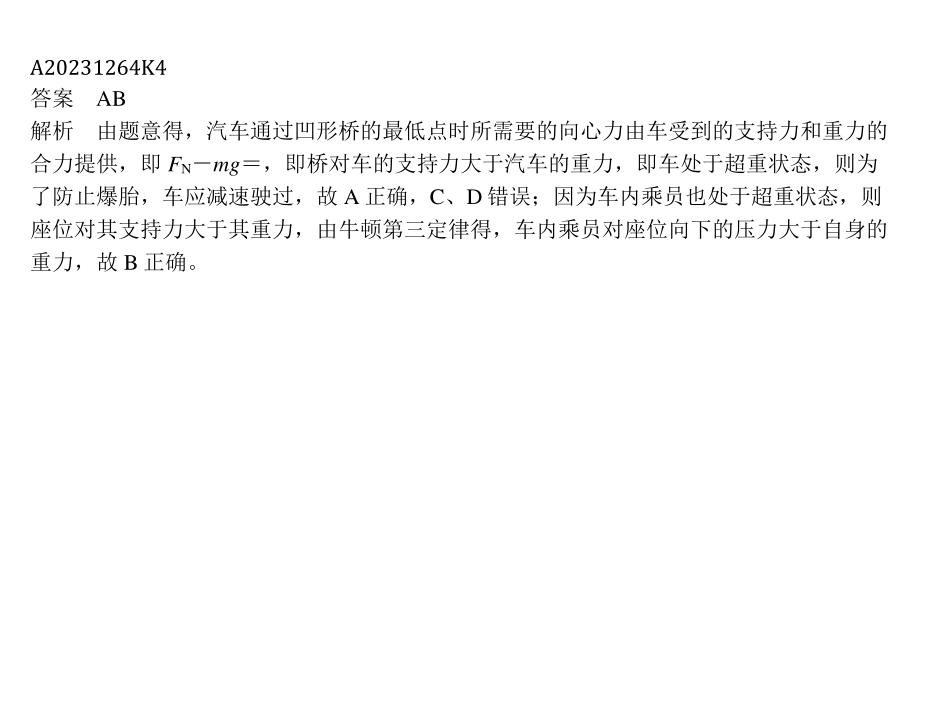 A20231264K4
答案　AB
解析　由题意得，汽车通过凹形桥的最低点时所需要的向心力由车受到的支持力和重力的
合力提供，即 FN－mg＝，即桥对车的支持力大于汽车的重力，即车处于超重状态，则为
了防止爆胎，车应减速驶过，故 A 正确，C、D 错误；因为车内乘员也处于超重状态，则
座位对其支持力大于其重力，由牛顿第三定律得，车内乘员对座位向下的压力大于自身的
重力，故 B 正确。